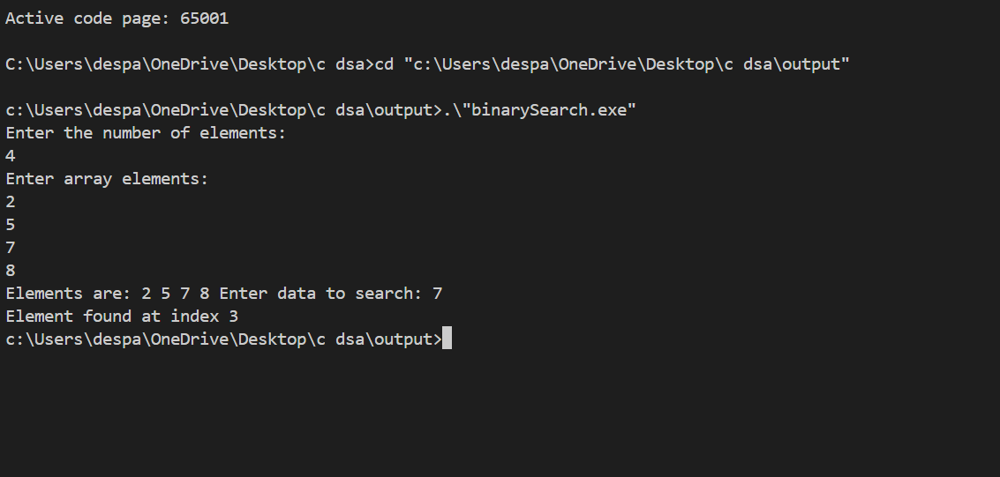 Active code page: 65001
C:\Users\despa\OneDrive\Desktop\c dsa>cd "c:\Users\despa\OneDrive\Desktop\c dsa\output"
c:\Users\despa\OneDrive\Desktop\c dsa\output>.\"binarySearch.exe"
Enter the number of elements:
4
Enter array elements:
2
5
7
8
Elements are: 2 5 7 8 Enter data to search: 7
Element found at index 3
c:\Users\despa\OneDrive\Desktop\c dsa\output>